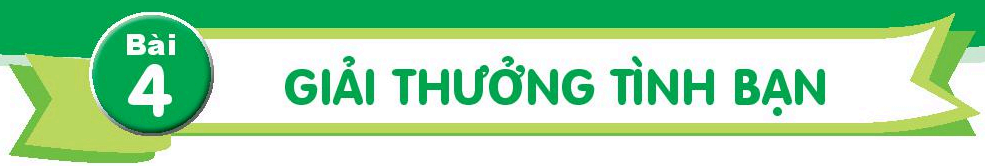 Bài
4
GIẢI THƯỞNG TÌNH BẠN